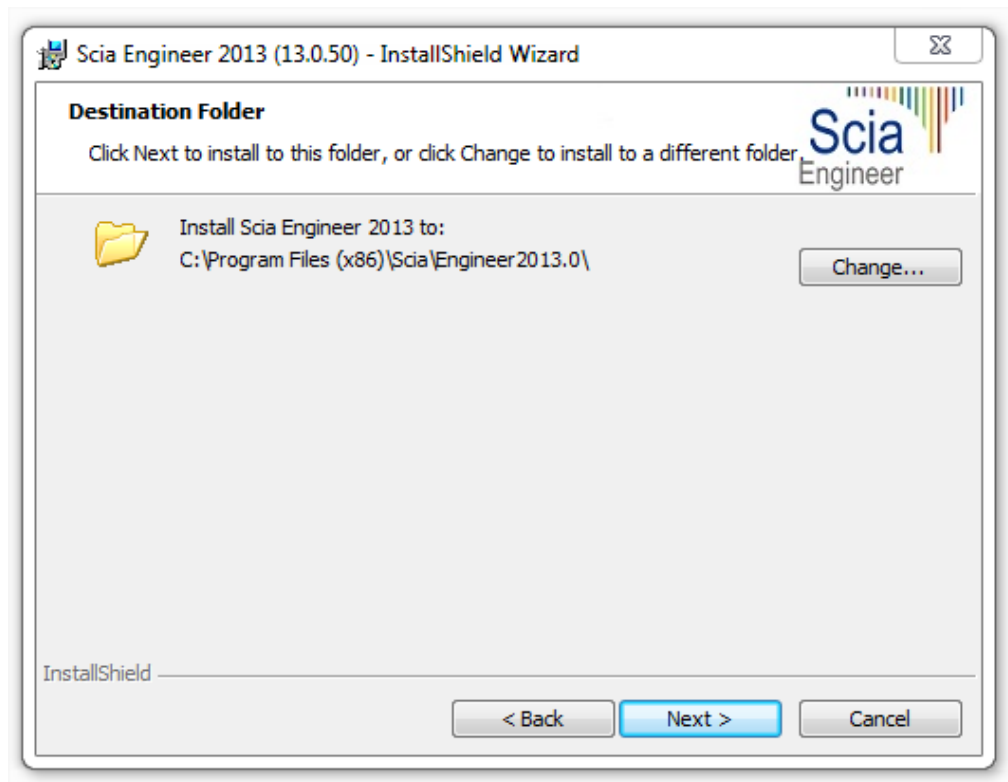 Scia Engineer 2013 (13.0.50) - InstallShield Wizard
Destination Folder
Click Next to install to this folder, or click Change to install to a different folder.
Scia
Engineer
Install Scia Engineer 2013 to:
C:\Program Files (x86)\Scia\Engineer2013.0\
Change...
InstallShield
< Back
Next >
Cancel